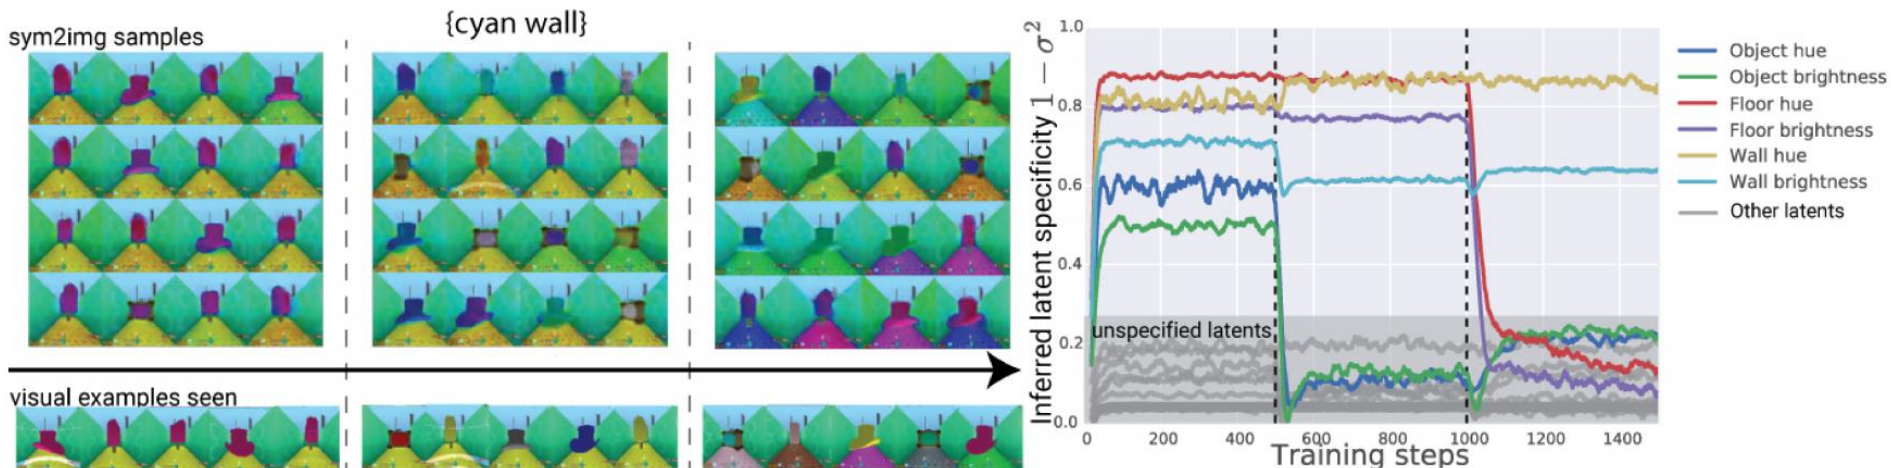 {cyan wall}
sym2img samples
visual examples seen
Inferred latent specificity 1 − σ²
1.0
0.8
0.6
0.4
0.2
0.0
unspecified latents
0 200 400 600 800 1000 1200 1400
Training steps
Object hue
Object brightness
Floor hue
Floor brightness
Wall hue
Wall brightness
Other latents